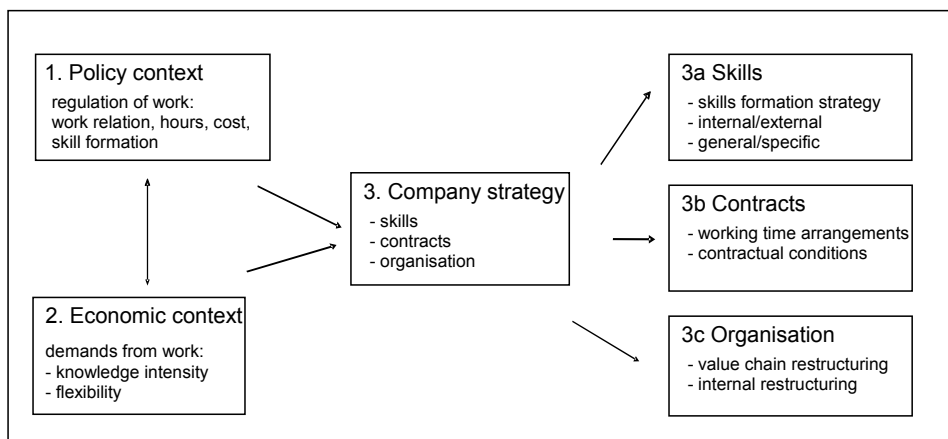 1. Policy context
regulation of work:
work relation, hours, cost,
skill formation
2. Economic context
demands from work:
- knowledge intensity
- flexibility
3. Company strategy
- skills
- contracts
- organisation
3a Skills
- skills formation strategy
- internal/external
- general/specific
3b Contracts
- working time arrangements
- contractual conditions
3c Organisation
- value chain restructuring
- internal restructuring